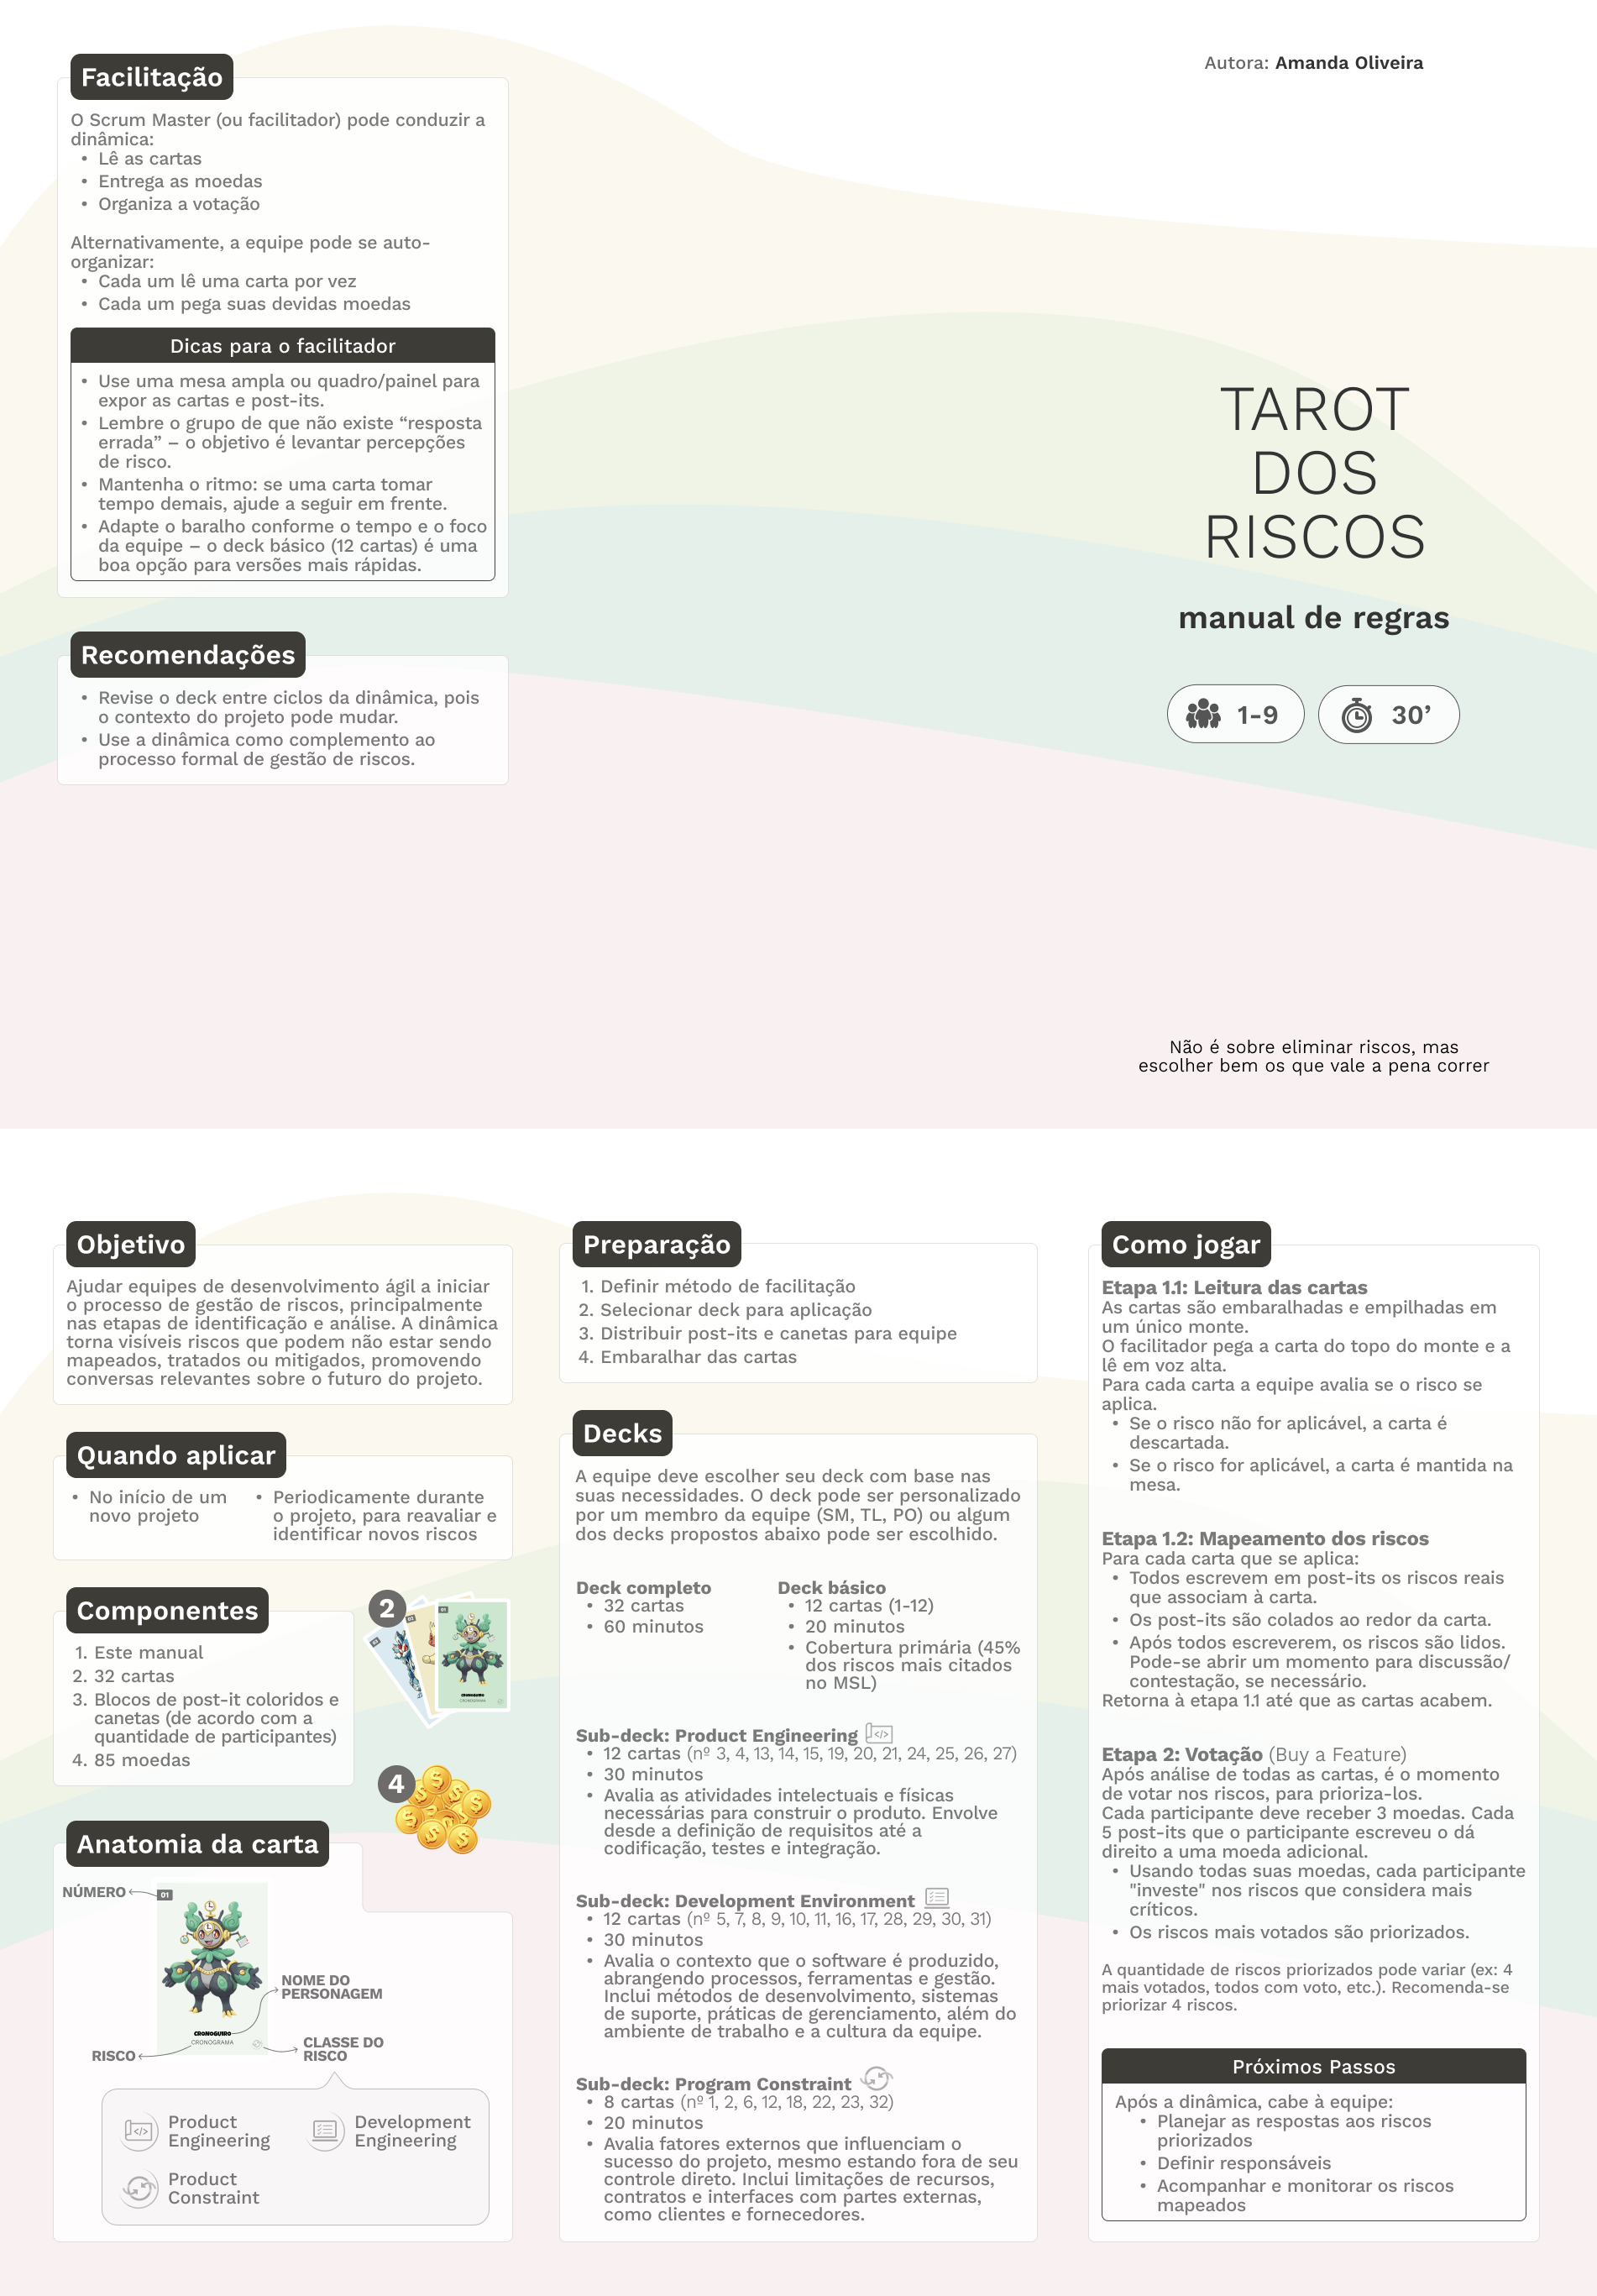 Facilitação
O Scrum Master (ou facilitador) pode conduzir a
dinâmica:
• Lê as cartas
• Entrega as moedas
• Organiza a votação
Alternativamente, a equipe pode se auto-
organizar:
• Cada um lê uma carta por vez
• Cada um pega suas devidas moedas
Dicas para o facilitador
• Use uma mesa ampla ou quadro/painel para
expor as cartas e post-its.
• Lembre o grupo de que não existe “resposta
errada” – o objetivo é levantar percepções
de risco.
• Mantenha o ritmo: se uma carta tomar
tempo demais, ajude a seguir em frente.
• Adapte o baralho conforme o tempo e o foco
da equipe – o deck básico (12 cartas) é uma
boa opção para versões mais rápidas.
Recomendações
• Revise o deck entre ciclos da dinâmica, pois
o contexto do projeto pode mudar.
• Use a dinâmica como complemento ao
processo formal de gestão de riscos.
Autora: Amanda Oliveira
TAROT
DOS
RISCOS
manual de regras
1-9
30’
Não é sobre eliminar riscos, mas
escolher bem os que vale a pena correr
Objetivo
Ajudar equipes de desenvolvimento ágil a iniciar
o processo de gestão de riscos, principalmente
nas etapas de identificação e análise. A dinâmica
torna visíveis riscos que podem não estar sendo
mapeados, tratados ou mitigados, promovendo
conversas relevantes sobre o futuro do projeto.
Quando aplicar
• No início de um
novo projeto
• Periodicamente durante
o projeto, para reavaliar e
identificar novos riscos
Componentes
1. Este manual
2. 32 cartas
3. Blocos de post-it coloridos e
canetas (de acordo com a
quantidade de participantes)
4. 85 moedas
2
01
CRONOGUIRO
CRONOGRAMA
4
Anatomia da carta
NÚMERO
01
NOME DO
PERSONAGEM
CRONOGUIRO
CRONOGRAMA
RISCO
CLASSE DO
RISCO
Product
Engineering
Development
Engineering
Product
Constraint
Preparação
1. Definir método de facilitação
2. Selecionar deck para aplicação
3. Distribuir post-its e canetas para equipe
4. Embaralhar das cartas
Decks
A equipe deve escolher seu deck com base nas
suas necessidades. O deck pode ser personalizado
por um membro da equipe (SM, TL, PO) ou algum
dos decks propostos abaixo pode ser escolhido.
Deck completo
• 32 cartas
• 60 minutos
Deck básico
• 12 cartas (1-12)
• 20 minutos
• Cobertura primária (45%
dos riscos mais citados
no MSL)
Sub-deck: Product Engineering
• 12 cartas (nº 3, 4, 13, 14, 15, 19, 20, 21, 24, 25, 26, 27)
• 30 minutos
• Avalia as atividades intelectuais e físicas
necessárias para construir o produto. Envolve
desde a definição de requisitos até a
codificação, testes e integração.
Sub-deck: Development Environment
• 12 cartas (nº 5, 7, 8, 9, 10, 11, 16, 17, 28, 29, 30, 31)
• 30 minutos
• Avalia o contexto que o software é produzido,
abrangendo processos, ferramentas e gestão.
Inclui métodos de desenvolvimento, sistemas
de suporte, práticas de gerenciamento, além do
ambiente de trabalho e a cultura da equipe.
Sub-deck: Program Constraint
• 8 cartas (nº 1, 2, 6, 12, 18, 22, 23, 32)
• 20 minutos
• Avalia fatores externos que influenciam o
sucesso do projeto, mesmo estando fora de seu
controle direto. Inclui limitações de recursos,
contratos e interfaces com partes externas,
como clientes e fornecedores.
Como jogar
Etapa 1.1: Leitura das cartas
As cartas são embaralhadas e empilhadas em
um único monte.
O facilitador pega a carta do topo do monte e a
lê em voz alta.
Para cada carta a equipe avalia se o risco se
aplica.
• Se o risco não for aplicável, a carta é
descartada.
• Se o risco for aplicável, a carta é mantida na
mesa.
Etapa 1.2: Mapeamento dos riscos
Para cada carta que se aplica:
• Todos escrevem em post-its os riscos reais
que associam à carta.
• Os post-its são colados ao redor da carta.
• Após todos escreverem, os riscos são lidos.
Pode-se abrir um momento para discussão/
contestação, se necessário.
Retorna à etapa 1.1 até que as cartas acabem.
Etapa 2: Votação (Buy a Feature)
Após análise de todas as cartas, é o momento
de votar nos riscos, para prioriza-los.
Cada participante deve receber 3 moedas. Cada
5 post-its que o participante escreveu o dá
direito a uma moeda adicional.
• Usando todas suas moedas, cada participante
"investe" nos riscos que considera mais
críticos.
• Os riscos mais votados são priorizados.
A quantidade de riscos priorizados pode variar (ex: 4
mais votados, todos com voto, etc.). Recomenda-se
priorizar 4 riscos.
Próximos Passos
Após a dinâmica, cabe à equipe:
• Planejar as respostas aos riscos
priorizados
• Definir responsáveis
• Acompanhar e monitorar os riscos
mapeados